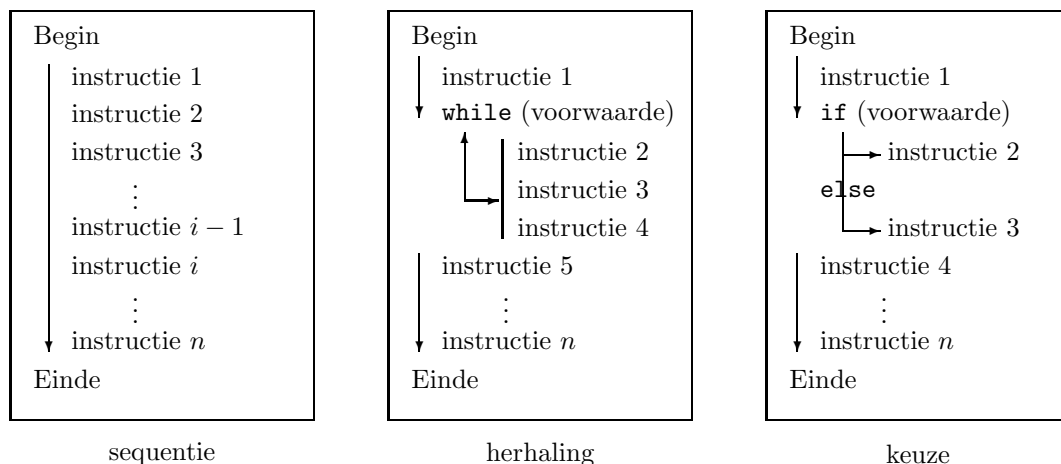 Begin
instructie 1
instructie 2
instructie 3
⋮
instructie i − 1
instructie i
⋮
instructie n
Einde
sequentie
Begin
instructie 1
while (voorwaarde)
instructie 2
instructie 3
instructie 4
instructie 5
⋮
instructie n
Einde
herhaling
Begin
instructie 1
if (voorwaarde)
instructie 2
else
instructie 3
instructie 4
⋮
instructie n
Einde
keuze